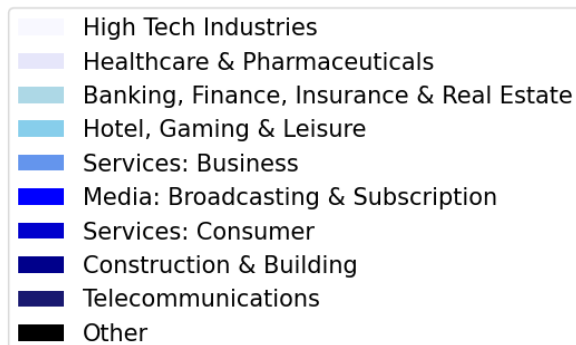 High Tech Industries
Healthcare & Pharmaceuticals
Banking, Finance, Insurance & Real Estate
Hotel, Gaming & Leisure
Services: Business
Media: Broadcasting & Subscription
Services: Consumer
Construction & Building
Telecommunications
Other